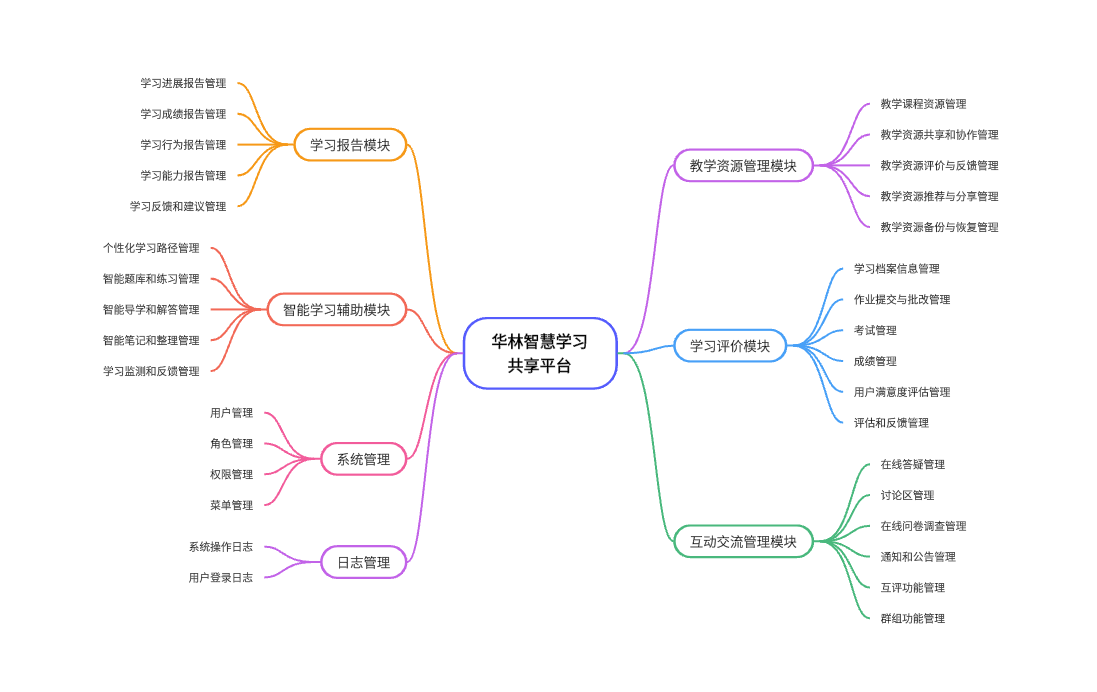 华林智慧学习
共享平台
学习报告模块
学习进展报告管理
学习成绩报告管理
学习行为报告管理
学习能力报告管理
学习反馈和建议管理
智能学习辅助模块
个性化学习路径管理
智能题库和练习管理
智能导学和解答管理
智能笔记和整理管理
学习监测和反馈管理
系统管理
用户管理
角色管理
权限管理
菜单管理
日志管理
系统操作日志
用户登录日志
教学资源管理模块
教学课程资源管理
教学资源共享和协作管理
教学资源评价与反馈管理
教学资源推荐与分享管理
教学资源备份与恢复管理
学习评价模块
学习档案信息管理
作业提交与批改管理
考试管理
成绩管理
用户满意度评估管理
评估和反馈管理
互动交流管理模块
在线答疑管理
讨论区管理
在线问卷调查管理
通知和公告管理
互评功能管理
群组功能管理